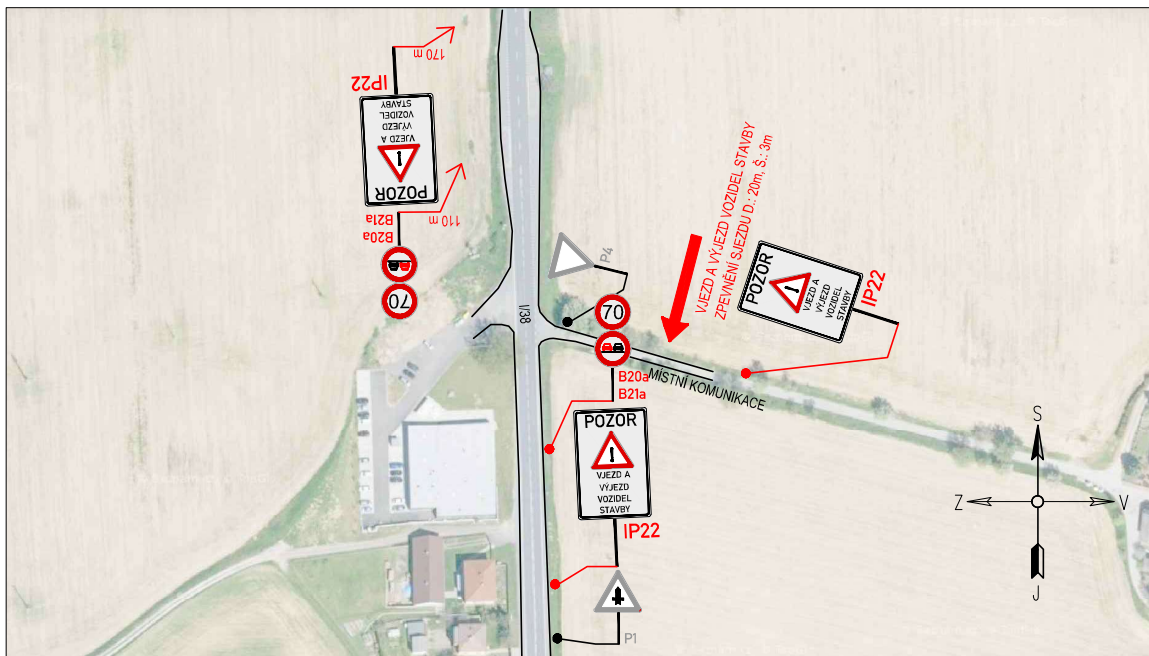 170 m
IP22
POZOR
VJEZD A
VÝJEZD
VOZIDEL
STAVBY
110 m
B21a
B20a
70
I/38
P4
70
B20a
B21a
VJEZD A VÝJEZD VOZIDEL STAVBY
ZPEVNĚNÍ SJEZDU D.: 20m, Š.: 3m
POZOR
VJEZD A
VÝJEZD
VOZIDEL
STAVBY
IP22
MÍSTNÍ KOMUNIKACE
POZOR
VJEZD A
VÝJEZD
VOZIDEL
STAVBY
IP22
P1
S
Z
V
J